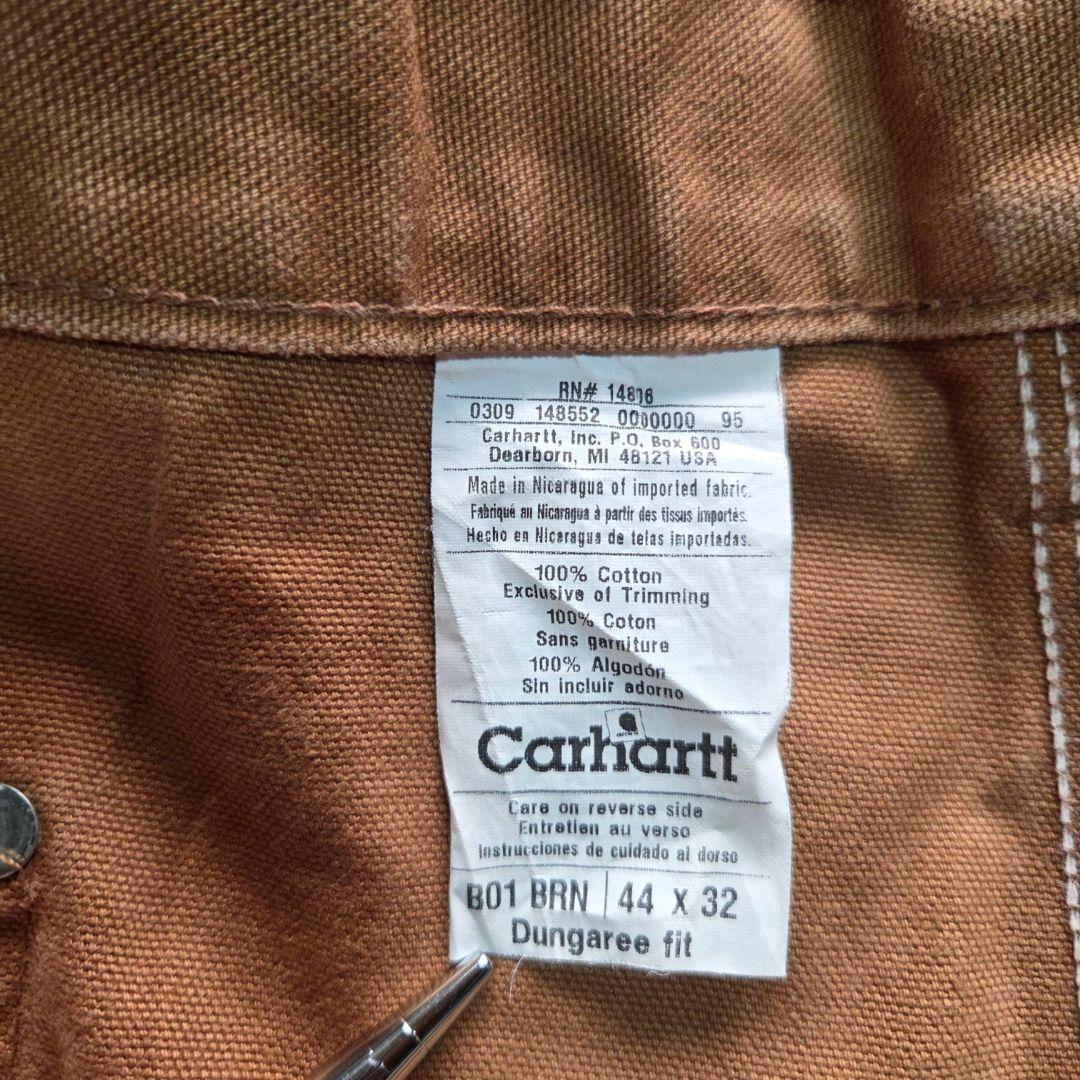 RN# 14806
0309 148552 0000000 95
Carhartt, Inc. P.O. Box 600
Dearborn, MI 48121 USA
Made in Nicaragua of imported fabric.
Fabriqué au Nicaragua à partir des tissus importés.
Hecho en Nicaragua de telas importadas.
100% Cotton
Exclusive of Trimming
100% Coton
Sans garniture
100% Algodón
Sin incluir adorno
Carhartt
Care on reverse side
Entretien au verso
Instrucciones de cuidado al dorso
B01 BRN | 44 X 32
Dungaree fit